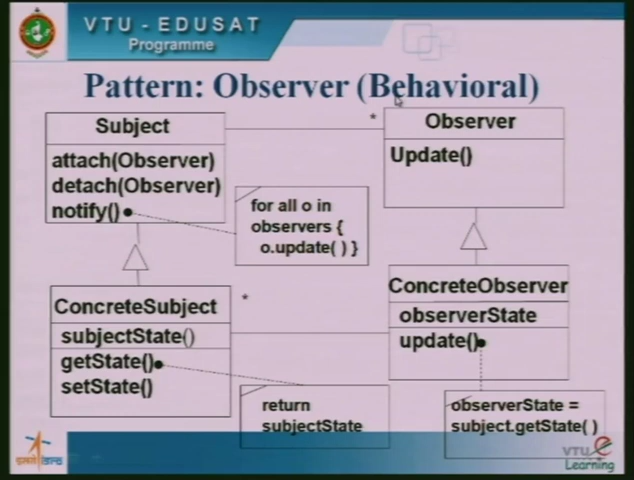 VTU - EDUSAT
Programme
Pattern: Observer (Behavioral)
Subject
attach(Observer)
detach(Observer)
notify()
*
Observer
Update()
for all o in
observers {
o.update( ) }
ConcreteSubject
subjectState()
getState()
setState()
*
ConcreteObserver
observerState
update()
return
subjectState
observerState =
subject.getState( )
VTU e
Learning